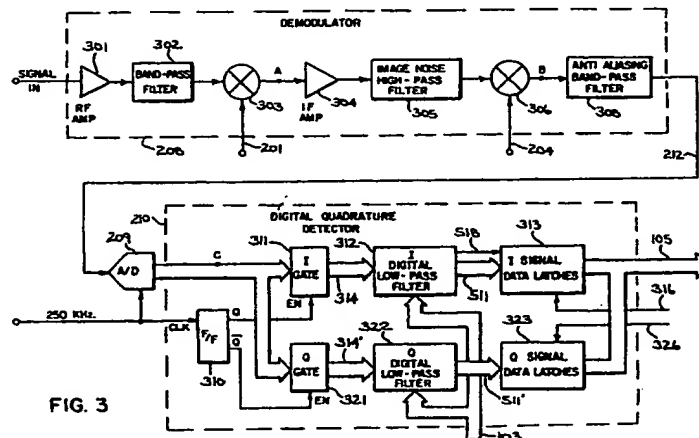 DEMODULATOR
301
302
SIGNAL
IN
RF
AMP
BAND-PASS
FILTER
303
A
201
IF
AMP
304
IMAGE NOISE
HIGH-PASS
FILTER
305
B
306
204
ANTI ALIASING
BAND-PASS
FILTER
308
208
212
210
DIGITAL QUADRATURE
DETECTOR
209
A/D
C
311
I
GATE
EN
314
312
I
DIGITAL
LOW-PASS
FILTER
518
511
313
I SIGNAL
DATA LATCHES
105
316
326
250 KHz.
CLK
F/F
Q
Q̅
310
Q
GATE
EN
321
314'
322
Q
DIGITAL
LOW-PASS
FILTER
323
Q SIGNAL
DATA LATCHES
511'
103
FIG. 3